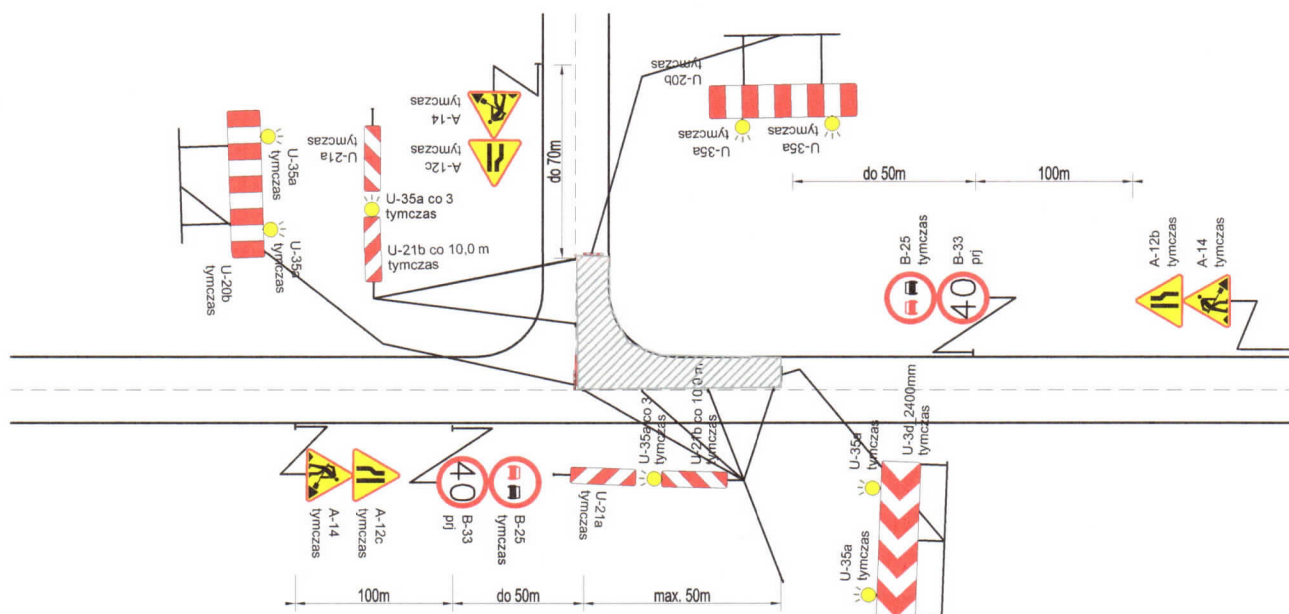 U-20b
tymczas
U-35a
tymczas
U-35a
tymczas
A-14
tymczas
A-12c
tymczas
do 70m
U-21a
tymczas
U-35a co 3
tymczas
U-21b co 10,0 m
tymczas
U-35a
tymczas
U-35a
tymczas
U-20b
tymczas
do 50m
100m
B-25
tymczas
B-33
prj
40
A-12b
tymczas
A-14
tymczas
U-35a co 3
tymczas
U-21b co 10,0 m
tymczas
U-21a
tymczas
U-35a
tymczas
U-3d_2400mm
tymczas
U-35a
tymczas
A-14
tymczas
A-12c
tymczas
40
B-33
prj
B-25
tymczas
100m
do 50m
max. 50m